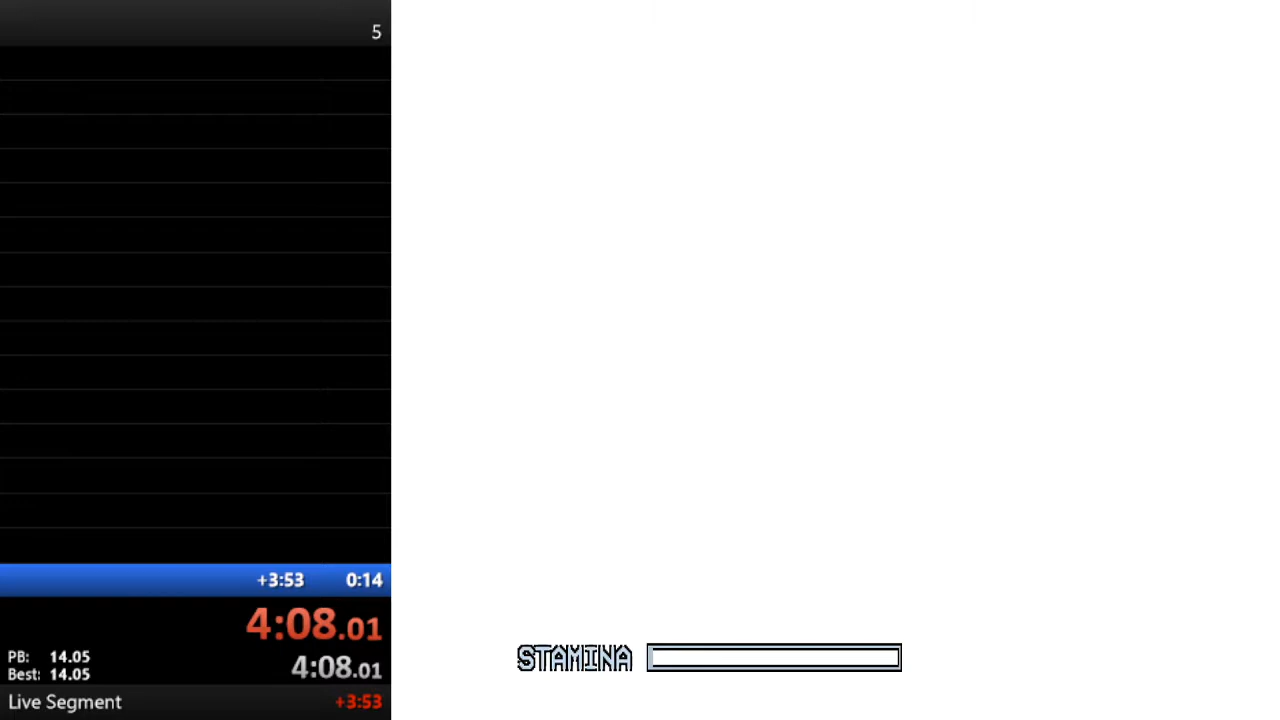 5
+3:53 0:14
4:08.01
PB: 14.05
Best: 14.05
4:08.01
Live Segment +3:53
STAMINA